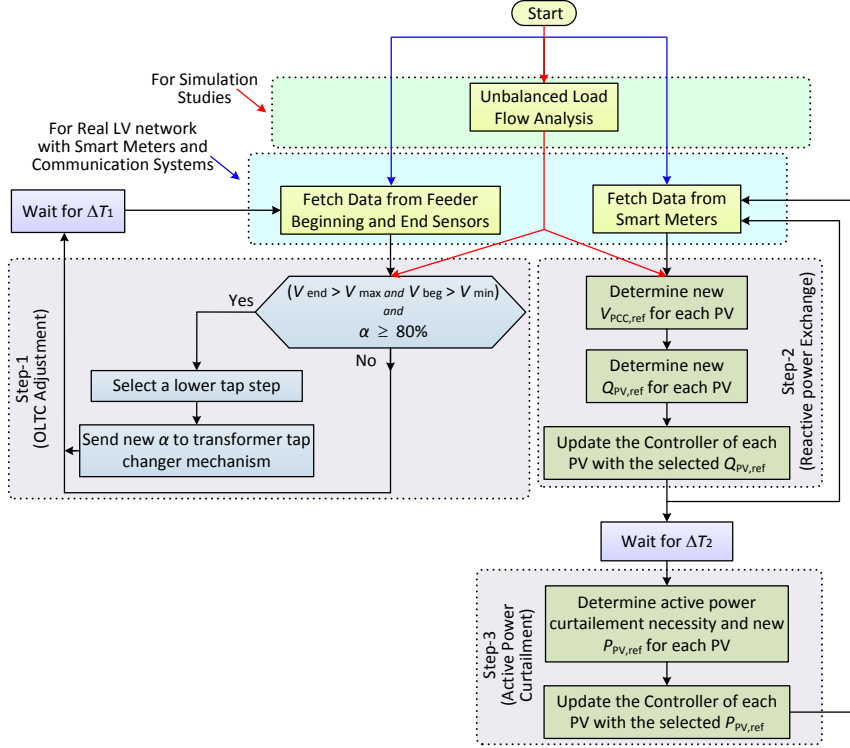 Start
For Simulation
Studies
Unbalanced Load
Flow Analysis
For Real LV network
with Smart Meters and
Communication Systems
Wait for ΔT1
Fetch Data from Feeder
Beginning and End Sensors
Fetch Data from
Smart Meters
Step-1
(OLTC Adjustment)
(V end > V max and V beg > V min)
and
α ≥ 80%
Yes
No
Select a lower tap step
Send new α to transformer tap
changer mechanism
Determine new
VPCC,ref for each PV
Determine new
QPV,ref for each PV
Update the Controller of each
PV with the selected QPV,ref
Step-2
(Reactive power Exchange)
Wait for ΔT2
Step-3
(Active Power
Curtailment)
Determine active power
curtailement necessity and new
PPV,ref for each PV
Update the Controller of each
PV with the selected PPV,ref